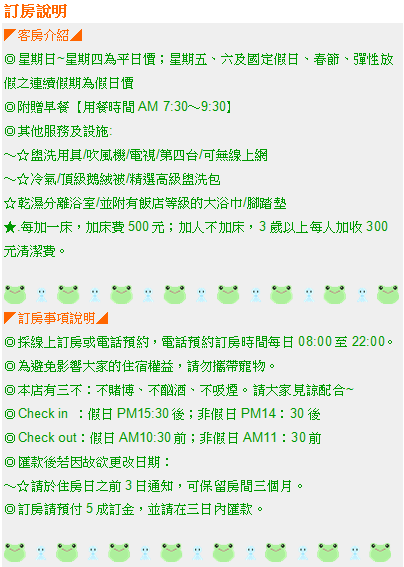 訂房說明
◤客房介紹◢
◎星期日~星期四為平日價；星期五、六及國定假日、春節、彈性放
假之連續假期為假日價
◎附贈早餐【用餐時間 AM 7:30～9:30】
◎其他服務及設施:
～☆盥洗用具/吹風機/電視/第四台/可無線上網
～☆冷氣/頂級鵝絨被/精選高級盥洗包
☆乾濕分離浴室/並附有飯店等級的大浴巾/腳踏墊
★.每加一床，加床費 500 元；加人不加床，3 歲以上每人加收 300
元清潔費。
◤訂房事項說明◢
◎採線上訂房或電話預約，電話預約訂房時間每日 08:00 至 22:00。
◎為避免影響大家的住宿權益，請勿攜帶寵物。
◎本店有三不：不賭博、不酗酒、不吸煙。請大家見諒配合~
◎Check in ：假日 PM15:30 後；非假日 PM14：30 後
◎Check out：假日 AM10:30 前；非假日 AM11：30 前
◎匯款後若因故欲更改日期：
～☆請於住房日之前 3 日通知，可保留房間三個月。
◎訂房請預付 5 成訂金，並請在三日內匯款。